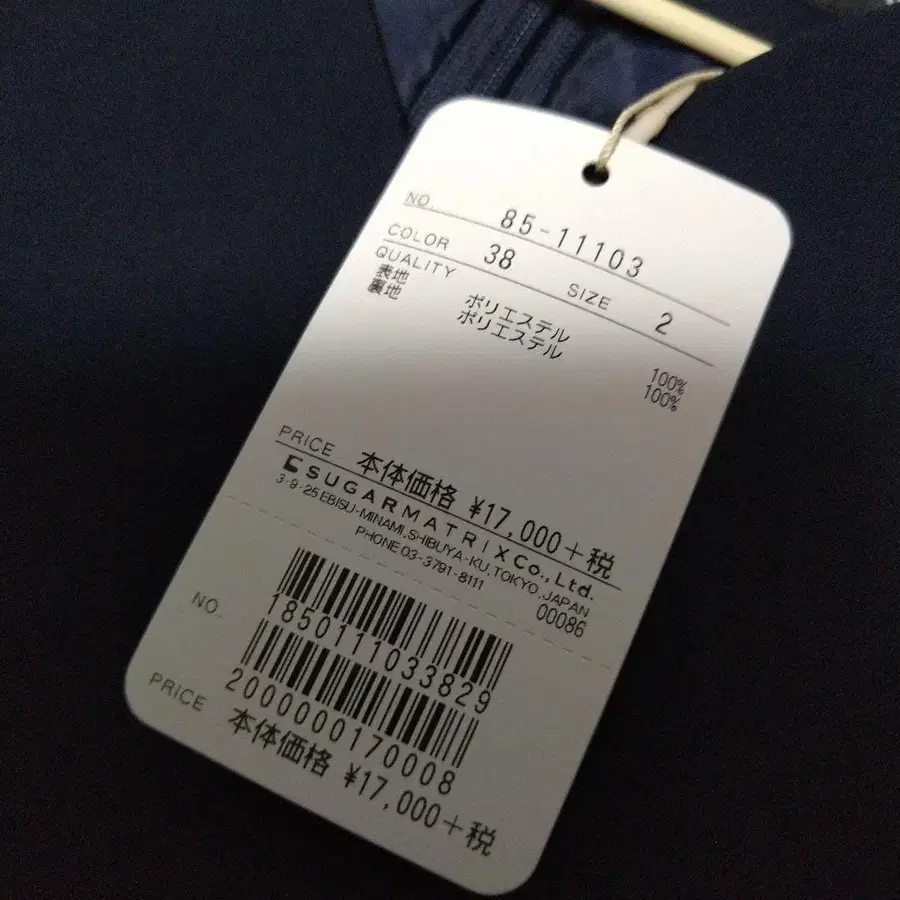 NO. 85-11103
COLOR 38 SIZE 2
QUALITY
表地 ポリエステル 100%
裏地 ポリエステル 100%
PRICE 本体価格 ¥17,000+税
SUGARMATRIX Co., Ltd.
3-9-25 EBISU-MINAMI, SHIBUYA-KU, TOKYO, JAPAN
PHONE 03-3791-8111 00086
NO. 1850111033829
2000000170008
PRICE 本体価格 ¥17,000+税